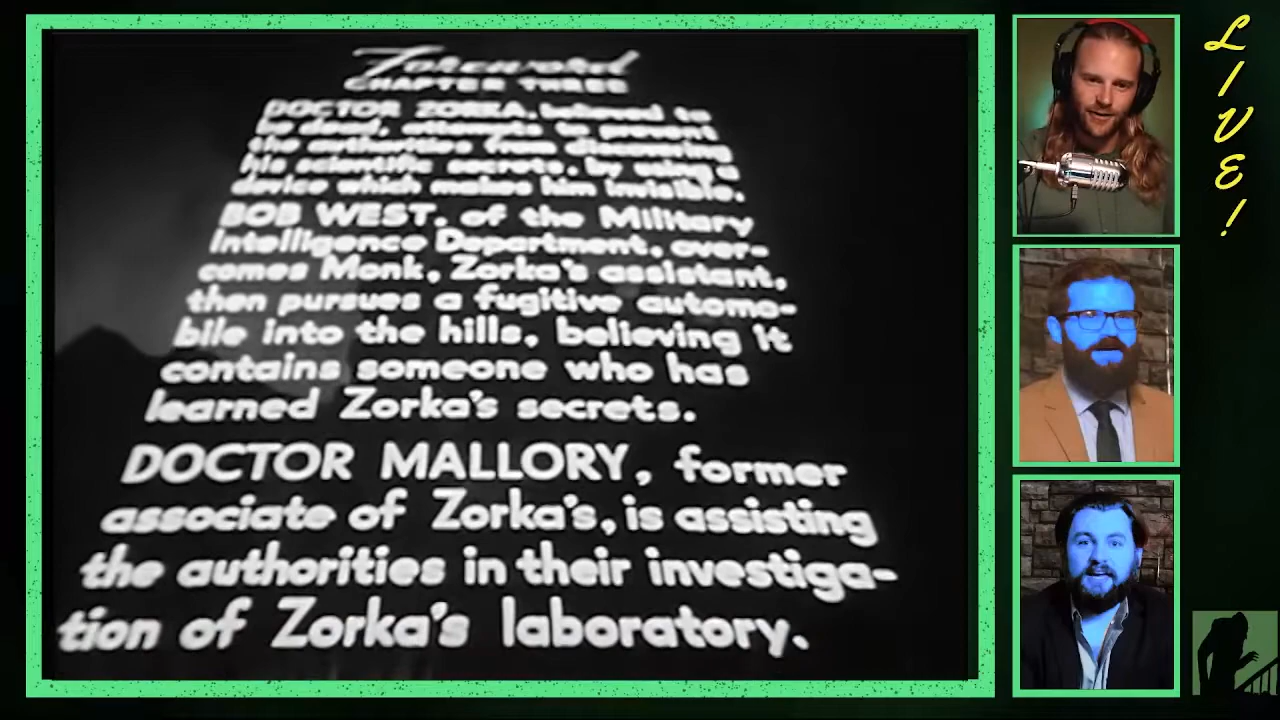 Foreword
CHAPTER THREE
DOCTOR ZORKA, believed to
be dead, attempts to prevent
the authorities from discovering
his scientific secrets, by using a
device which makes him invisible.
BOB WEST, of the Military
Intelligence Department, over-
comes Monk, Zorka's assistant,
then pursues a fugitive automo-
bile into the hills, believing it
contains someone who has
learned Zorka's secrets.
DOCTOR MALLORY, former
associate of Zorka's, is assisting
the authorities in their investiga-
tion of Zorka's laboratory.
LIVE!